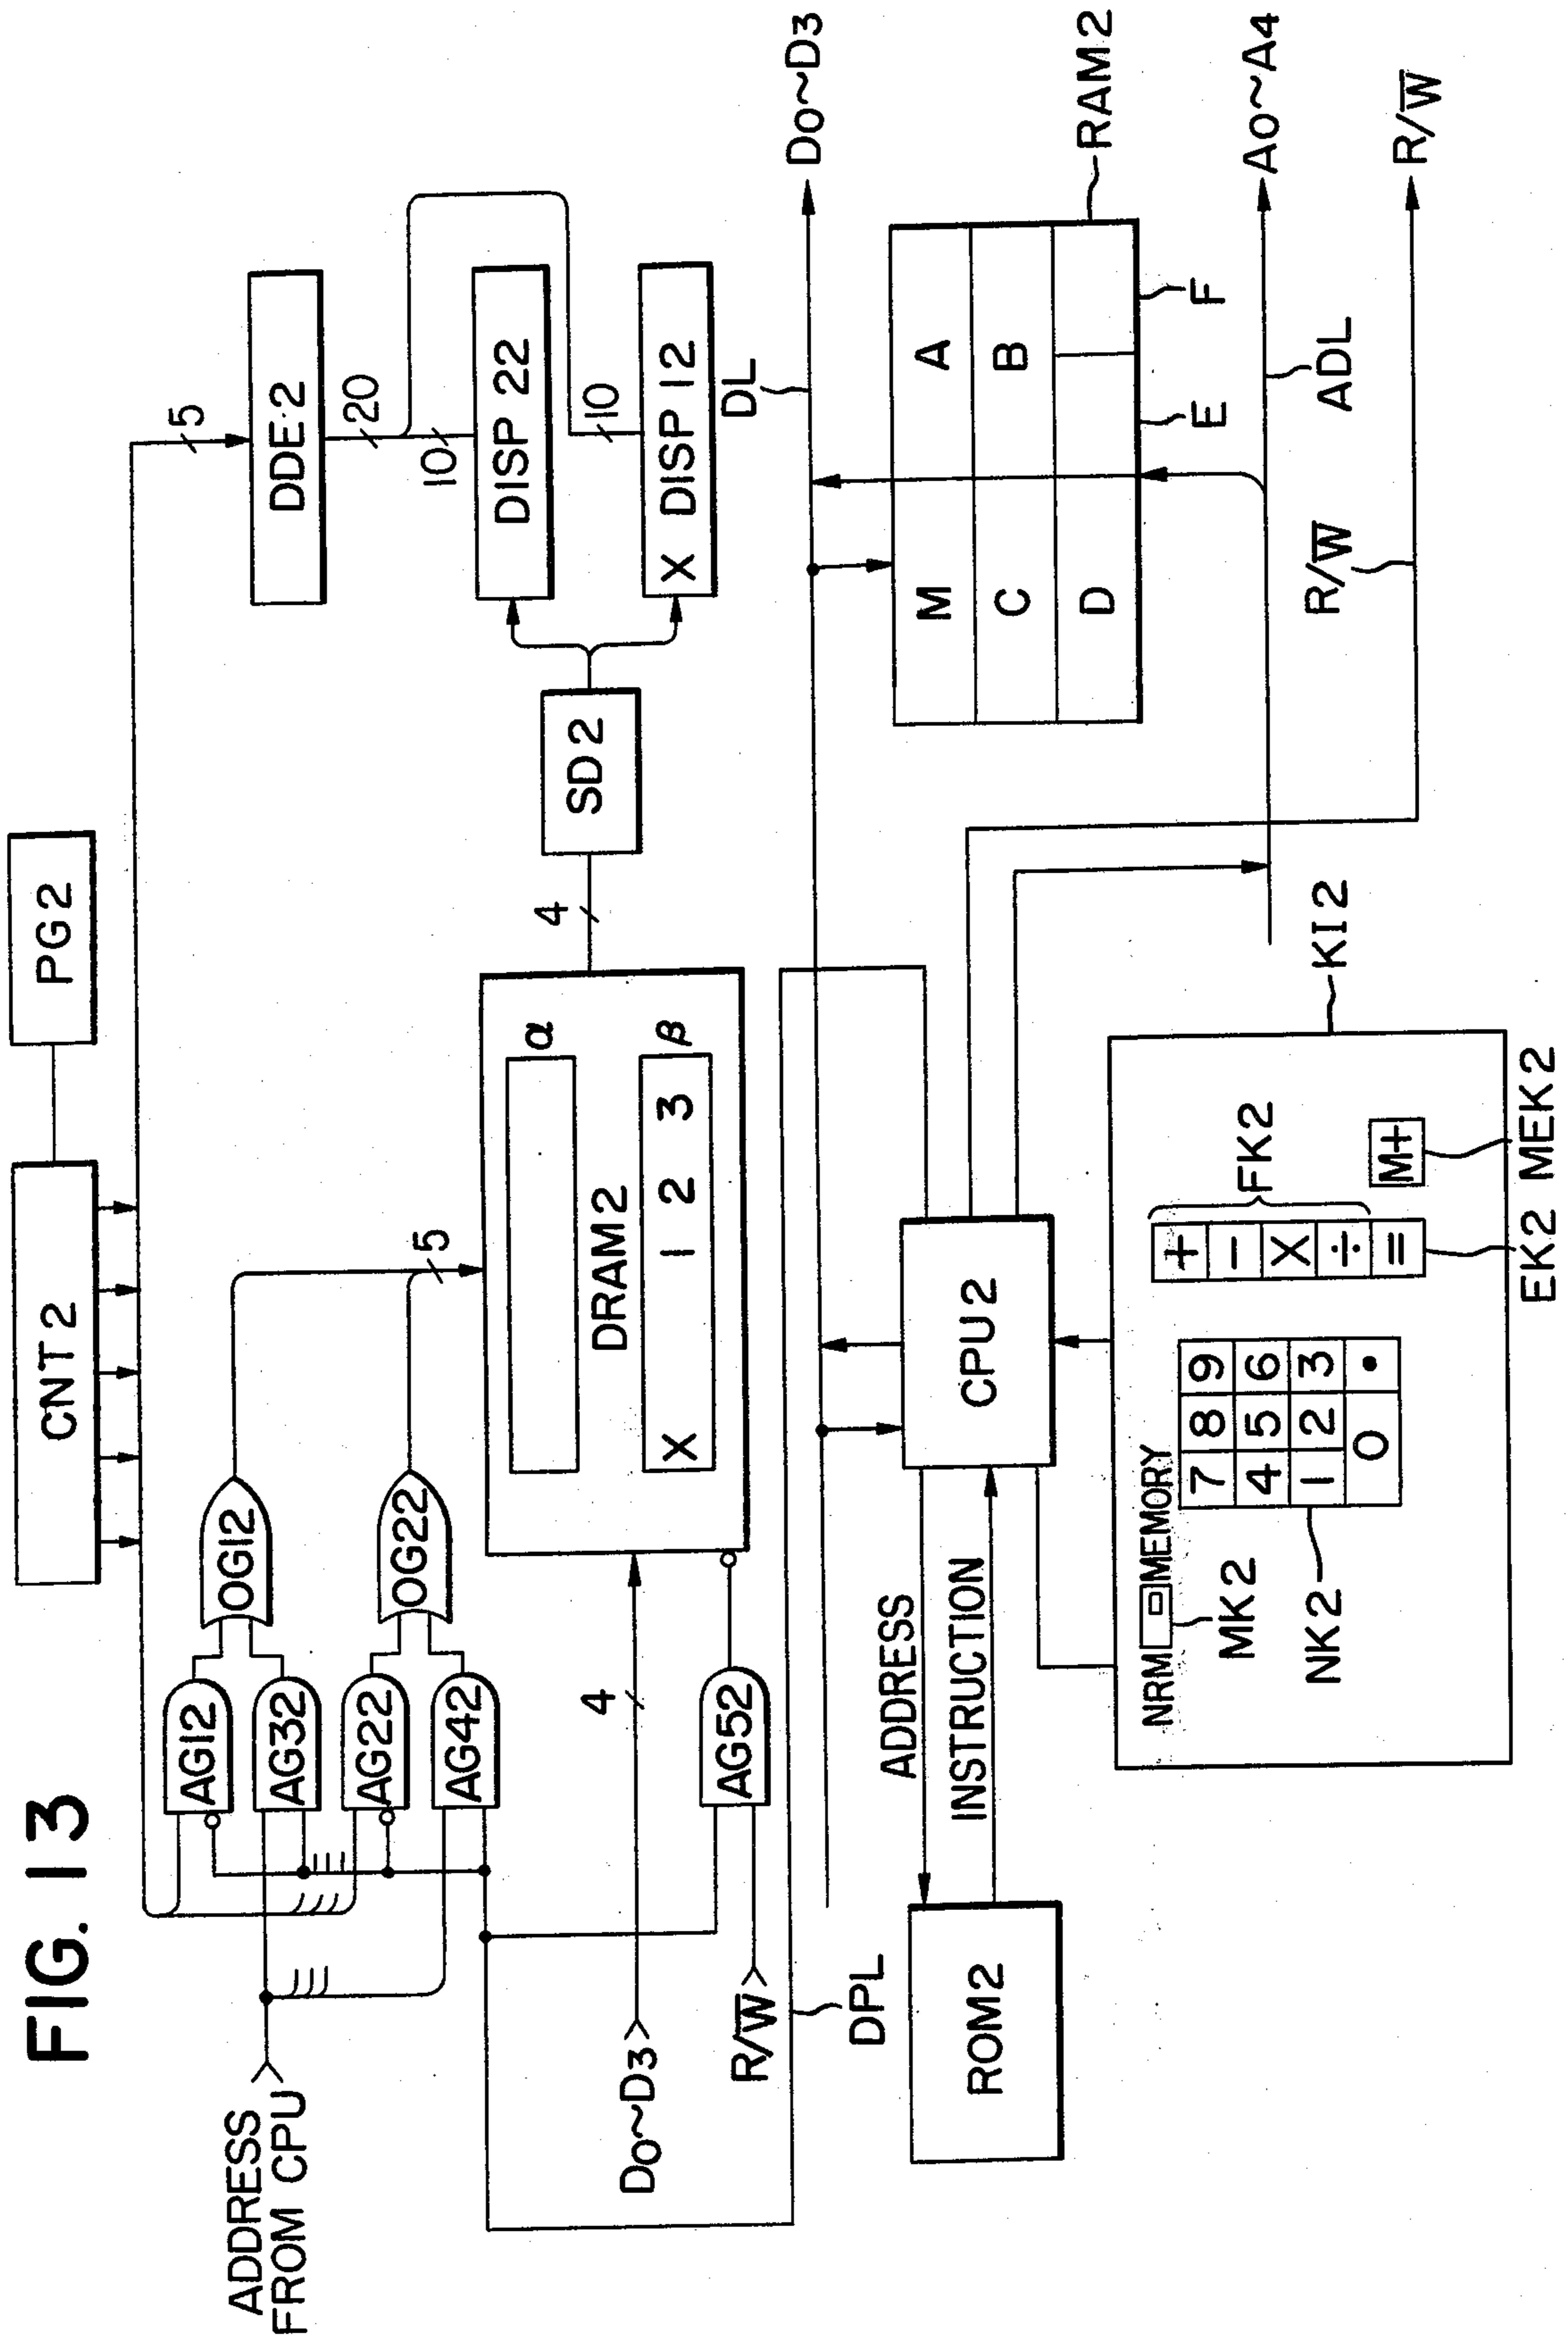 FIG. 13
PG2
CNT2
ADDRESS
FROM CPU
AG12
AG32
AG22
AG42
OG12
OG22
5
5
DDE2
20
10
10
DISP 22
X DISP 12
SD2
4
DRAM2
α
X 1 2 3 β
4
D0~D3
AG52
R/W̅
DPL
DL
D0~D3
ROM2
ADDRESS
INSTRUCTION
CPU2
M A
C B
D
E
F
RAM2
A0~A4
ADL
R/W̅
R/W̅
KI2
NRM
MEMORY
MK2
7 8 9
4 5 6
1 2 3
0 •
NK2
+
−
X
÷
=
FK2
M+
EK2
MEK2